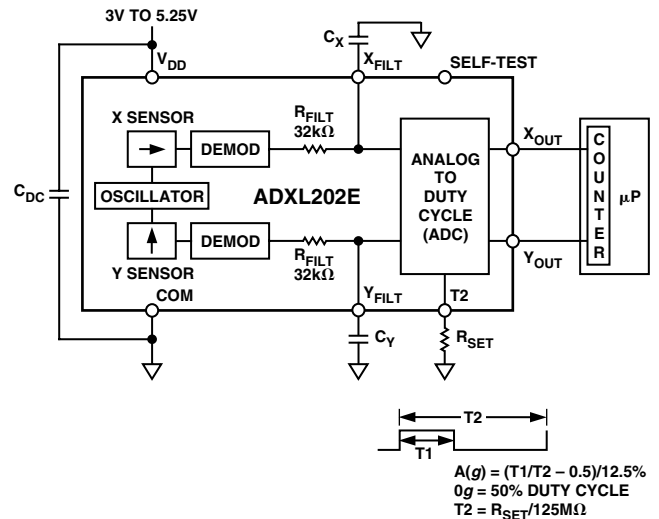 3V TO 5.25V
C_X
V_DD
X_FILT
SELF-TEST
X SENSOR
R_FILT
32kΩ
DEMOD
X_OUT
C_DC
OSCILLATOR
ADXL202E
ANALOG
TO
DUTY
CYCLE
(ADC)
COUNTER
μP
DEMOD
Y SENSOR
R_FILT
32kΩ
Y_OUT
COM
Y_FILT
T2
C_Y
R_SET
T2
T1
A(g) = (T1/T2 – 0.5)/12.5%
0g = 50% DUTY CYCLE
T2 = R_SET/125MΩ